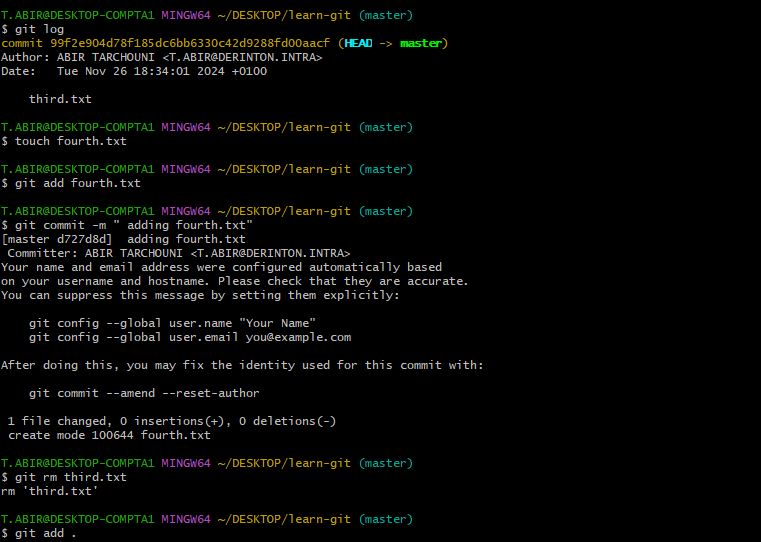 T.ABIR@DESKTOP-COMPTA1 MINGW64 ~/DESKTOP/learn-git (master)
$ git log
commit 99f2e904d78f185dc6bb6330c42d9288fd00aacf (HEAD -> master)
Author: ABIR TARCHOUNI <T.ABIR@DERINTON.INTRA>
Date:   Tue Nov 26 18:34:01 2024 +0100

    third.txt

T.ABIR@DESKTOP-COMPTA1 MINGW64 ~/DESKTOP/learn-git (master)
$ touch fourth.txt

T.ABIR@DESKTOP-COMPTA1 MINGW64 ~/DESKTOP/learn-git (master)
$ git add fourth.txt

T.ABIR@DESKTOP-COMPTA1 MINGW64 ~/DESKTOP/learn-git (master)
$ git commit -m " adding fourth.txt"
[master d727d8d]  adding fourth.txt
 Committer: ABIR TARCHOUNI <T.ABIR@DERINTON.INTRA>
Your name and email address were configured automatically based
on your username and hostname. Please check that they are accurate.
You can suppress this message by setting them explicitly:

    git config --global user.name "Your Name"
    git config --global user.email you@example.com

After doing this, you may fix the identity used for this commit with:

    git commit --amend --reset-author

 1 file changed, 0 insertions(+), 0 deletions(-)
 create mode 100644 fourth.txt

T.ABIR@DESKTOP-COMPTA1 MINGW64 ~/DESKTOP/learn-git (master)
$ git rm third.txt
rm 'third.txt'

T.ABIR@DESKTOP-COMPTA1 MINGW64 ~/DESKTOP/learn-git (master)
$ git add .